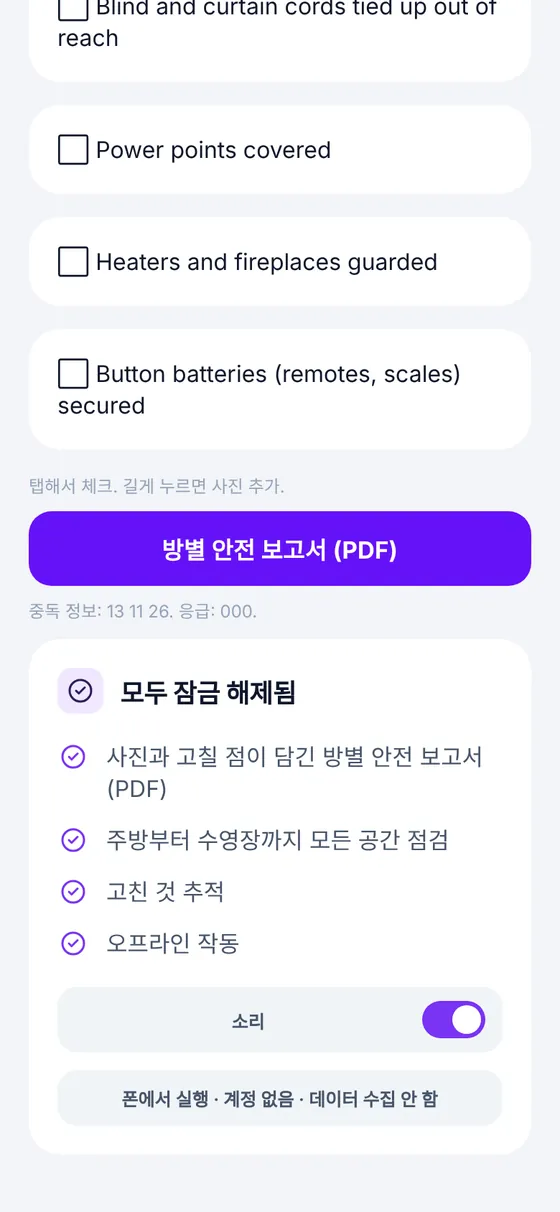 Blind and curtain cords tied up out of
reach
Power points covered
Heaters and fireplaces guarded
Button batteries (remotes, scales)
secured
탭해서 체크. 길게 누르면 사진 추가.
방별 안전 보고서 (PDF)
중독 정보: 13 11 26. 응급: 000.
모두 잠금 해제됨
사진과 고칠 점이 담긴 방별 안전 보고서
(PDF)
주방부터 수영장까지 모든 공간 점검
고친 것 추적
오프라인 작동
소리
폰에서 실행 · 계정 없음 · 데이터 수집 안 함